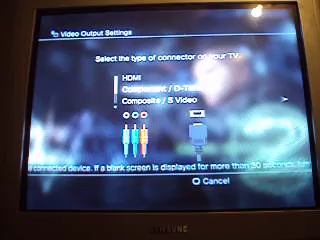 Video Output Settings
Select the type of connector on your TV.
HDMI
Component / D-Terminal
Composite / S Video
connected device. If a blank screen is displayed for more than 30 seconds,
Cancel
SAMSUNG